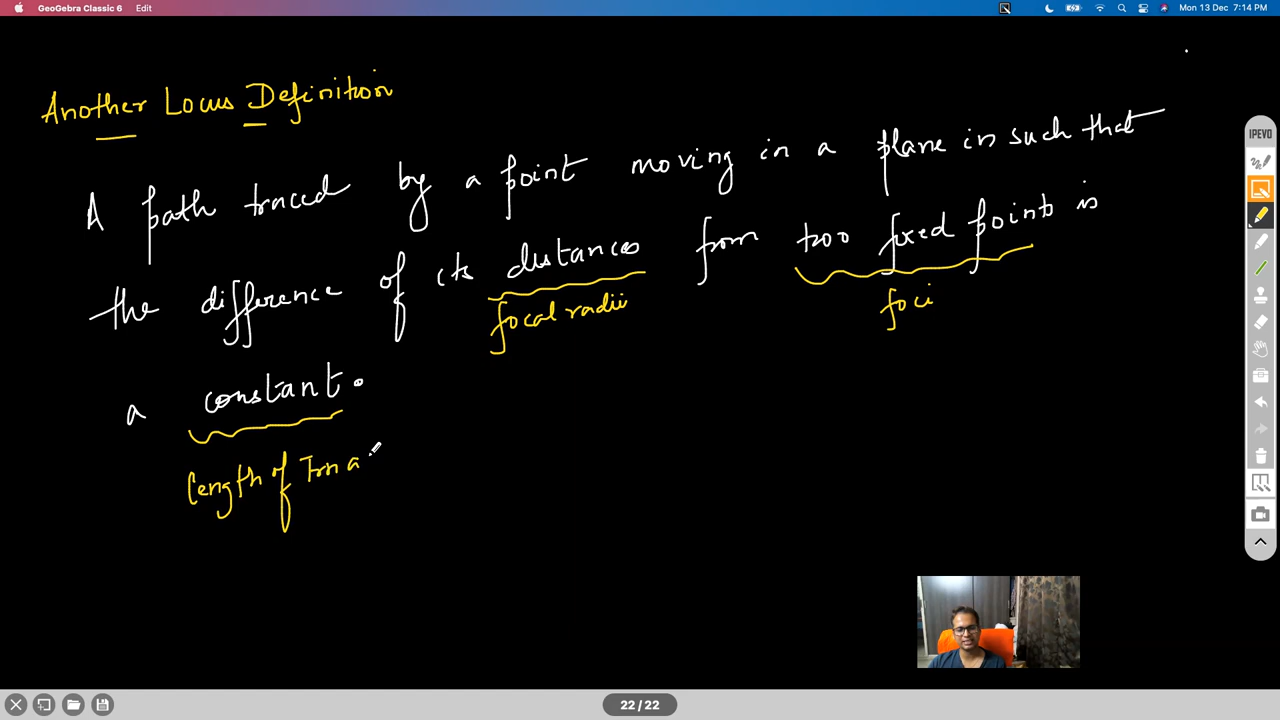 GeoGebra Classic 6 Edit Mon 13 Dec 7:14 PM
Another Locus Definition
A path traced by a point moving in a plane in such that
the difference of its distances from two fixed points is
focal radii foci
a constant.
length of Trn a
IPEVO
22 / 22